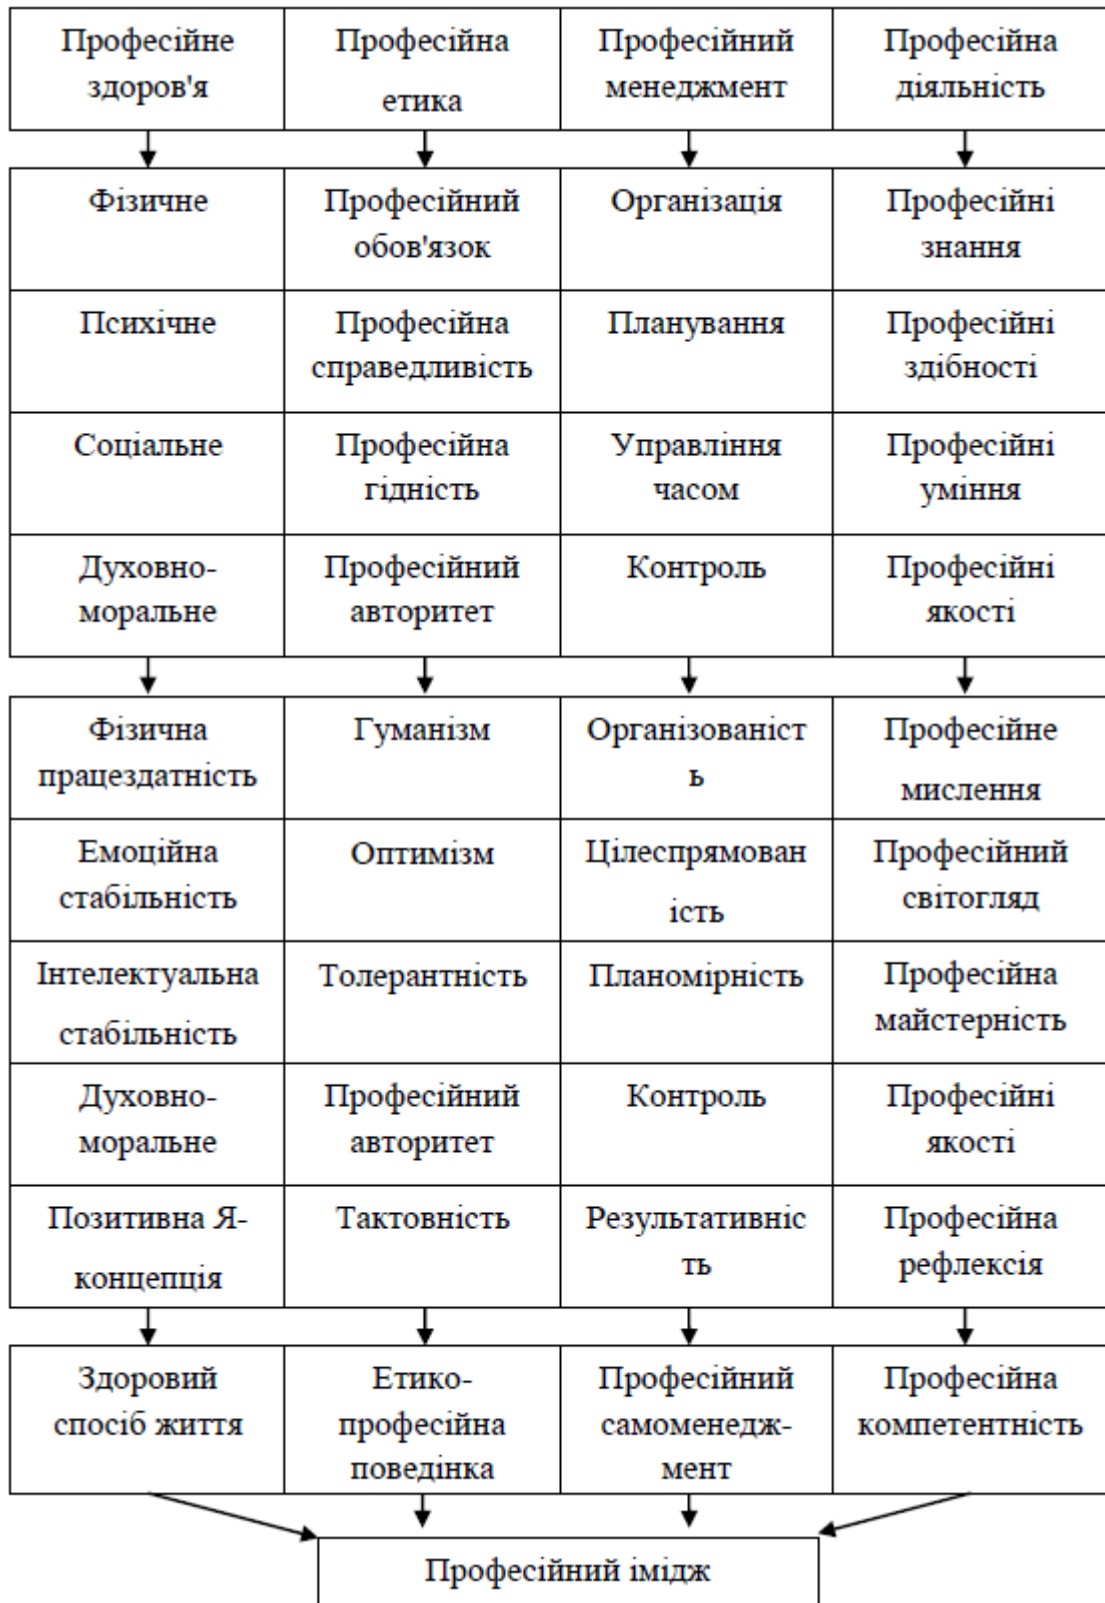 Професійне
здоров'я
Професійна
етика
Професійний
менеджмент
Професійна
діяльність
Фізичне
Професійний
обов'язок
Організація
Професійні
знання
Психічне
Професійна
справедливість
Планування
Професійні
здібності
Соціальне
Професійна
гідність
Управління
часом
Професійні
уміння
Духовно-
моральне
Професійний
авторитет
Контроль
Професійні
якості
Фізична
працездатність
Гуманізм
Організованіст
ь
Професійне
мислення
Емоційна
стабільність
Оптимізм
Цілеспрямован
ість
Професійний
світогляд
Інтелектуальна
стабільність
Толерантність
Планомірність
Професійна
майстерність
Духовно-
моральне
Професійний
авторитет
Контроль
Професійні
якості
Позитивна Я-
концепція
Тактовність
Результативніс
ть
Професійна
рефлексія
Здоровий
спосіб життя
Етико-
професійна
поведінка
Професійний
самоменедж-
мент
Професійна
компетентність
Професійний імідж